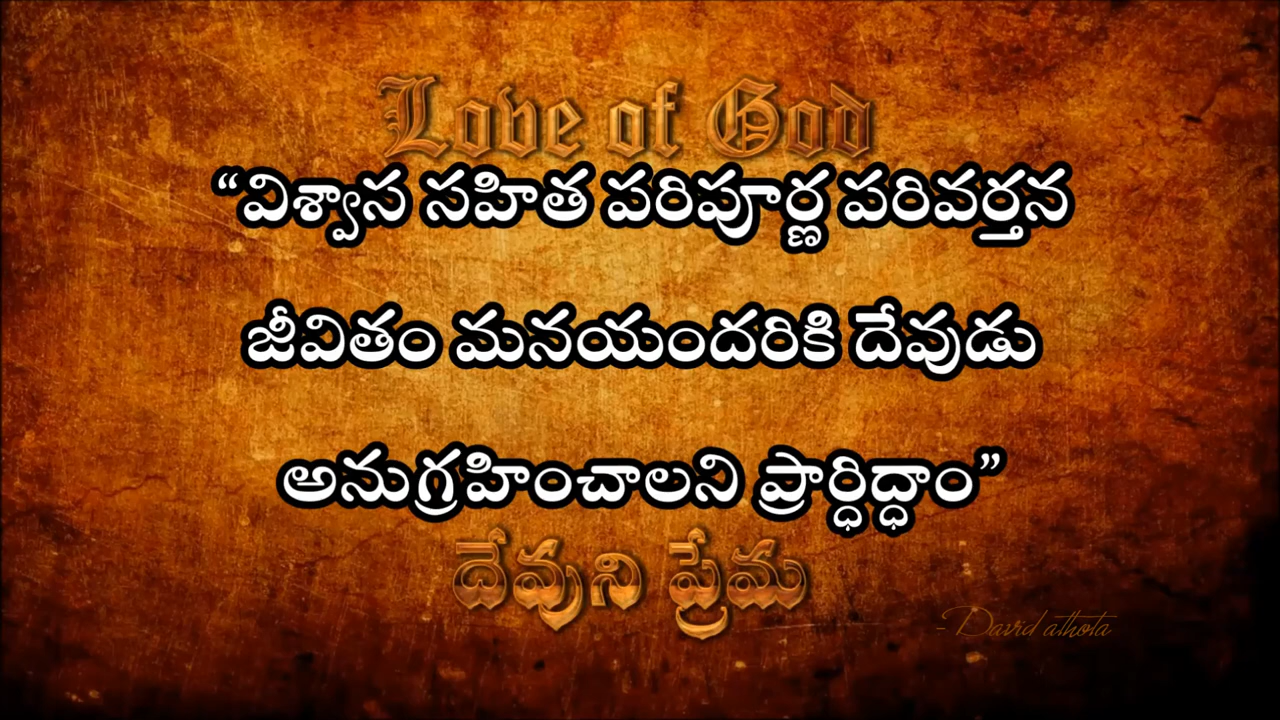 Love of God
“విశ్వాస సహిత పరిపూర్ణ పరివర్తన
జీవితం మనయందరికి దేవుడు
అనుగ్రహించాలని ప్రార్ధిద్ధాం”
దేవుని ప్రేమ
-David athota